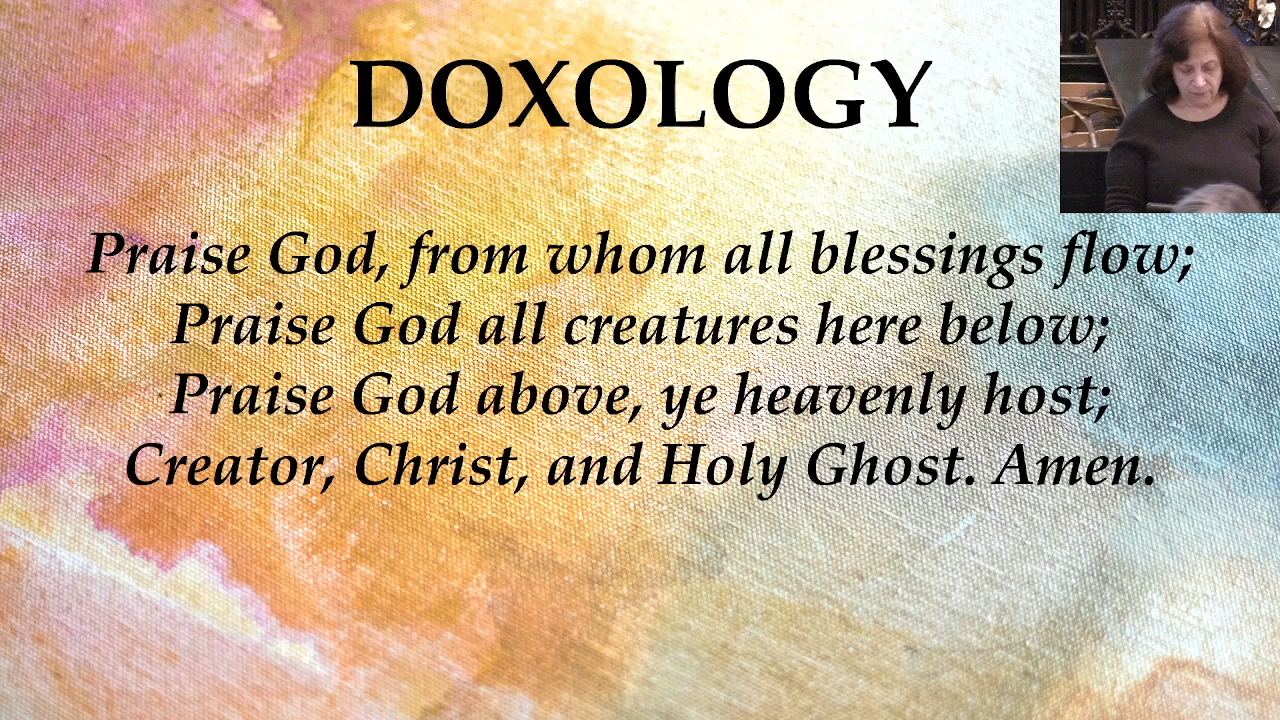 DOXOLOGY
Praise God, from whom all blessings flow;
Praise God all creatures here below;
Praise God above, ye heavenly host;
Creator, Christ, and Holy Ghost. Amen.